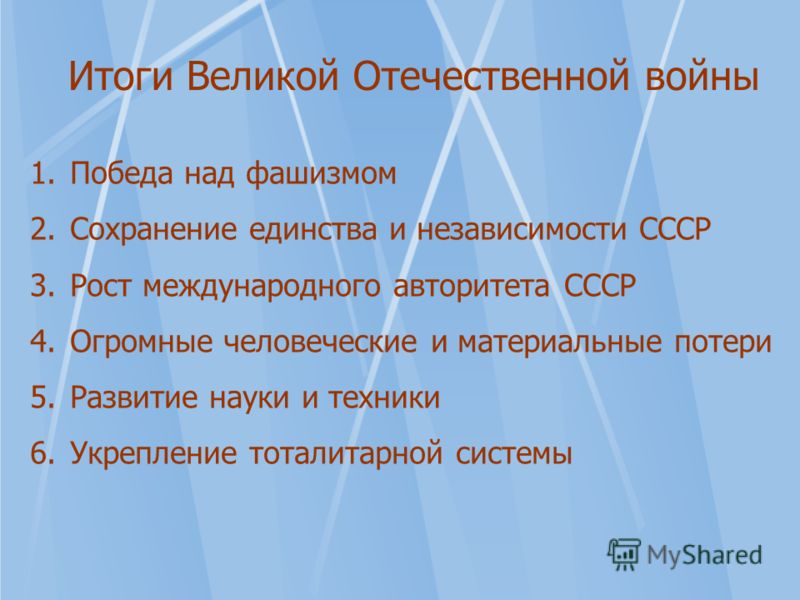 Итоги Великой Отечественной войны
1. Победа над фашизмом
2. Сохранение единства и независимости СССР
3. Рост международного авторитета СССР
4. Огромные человеческие и материальные потери
5. Развитие науки и техники
6. Укрепление тоталитарной системы
MyShared